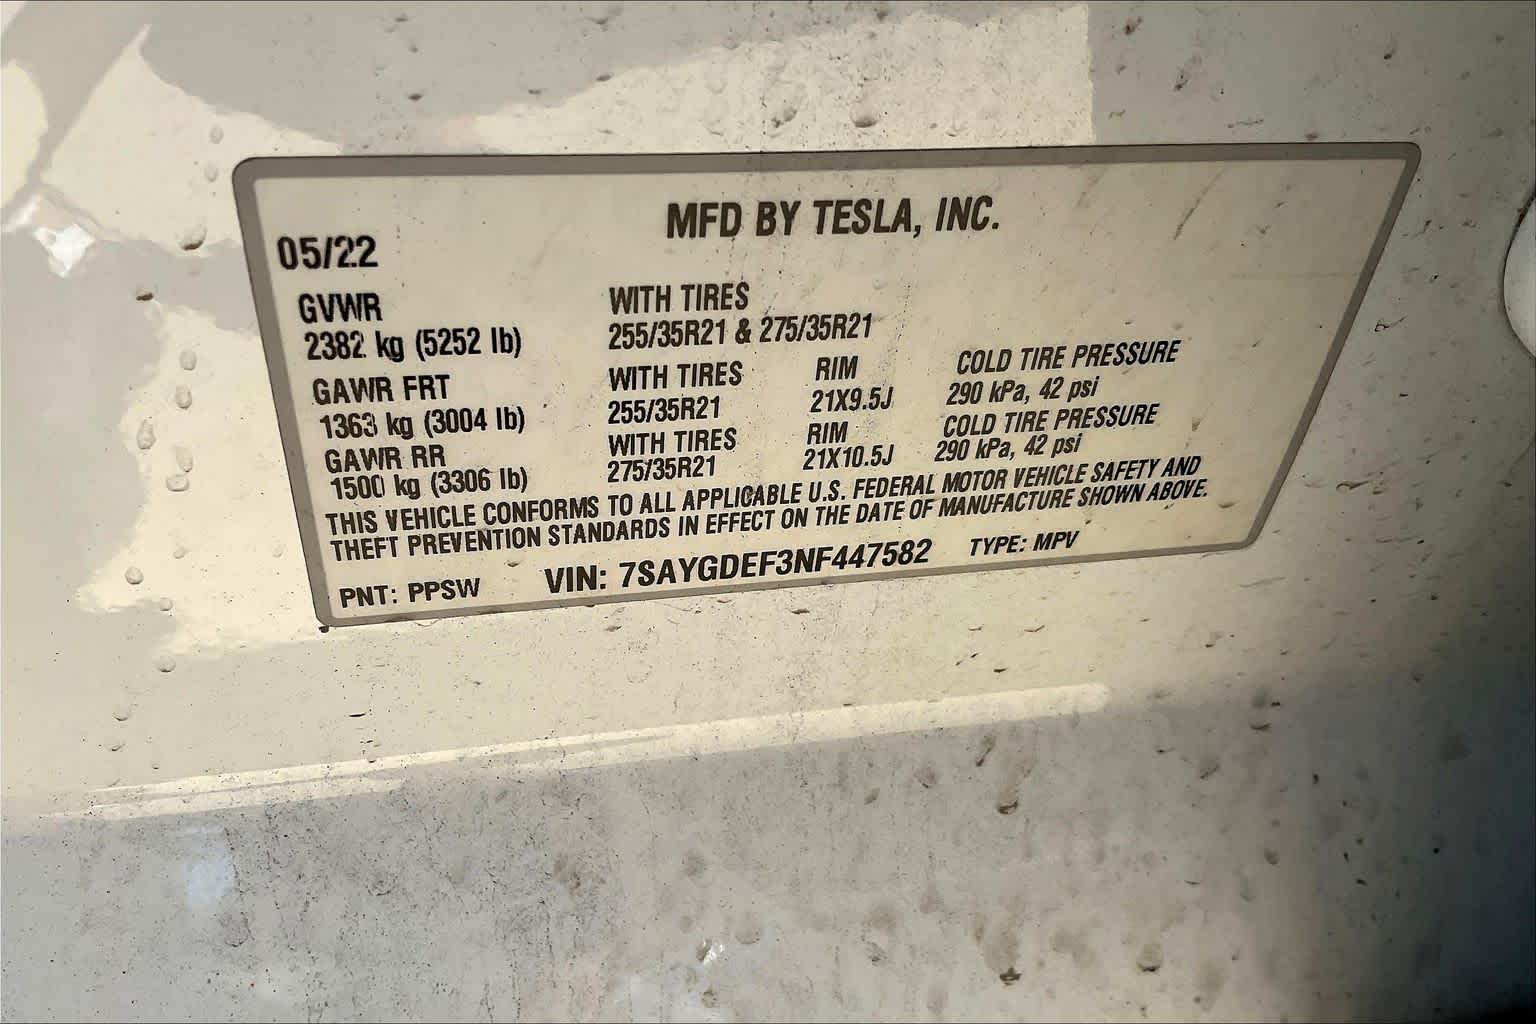 MFD BY TESLA, INC.
05/22
GVWR WITH TIRES
2382 kg (5252 lb) 255/35R21 & 275/35R21
GAWR FRT WITH TIRES RIM COLD TIRE PRESSURE
1363 kg (3004 lb) 255/35R21 21X9.5J 290 kPa, 42 psi
GAWR RR WITH TIRES RIM COLD TIRE PRESSURE
1500 kg (3306 lb) 275/35R21 21X10.5J 290 kPa, 42 psi
THIS VEHICLE CONFORMS TO ALL APPLICABLE U.S. FEDERAL MOTOR VEHICLE SAFETY AND
THEFT PREVENTION STANDARDS IN EFFECT ON THE DATE OF MANUFACTURE SHOWN ABOVE.
PNT: PPSW VIN: 7SAYGDEF3NF447582 TYPE: MPV